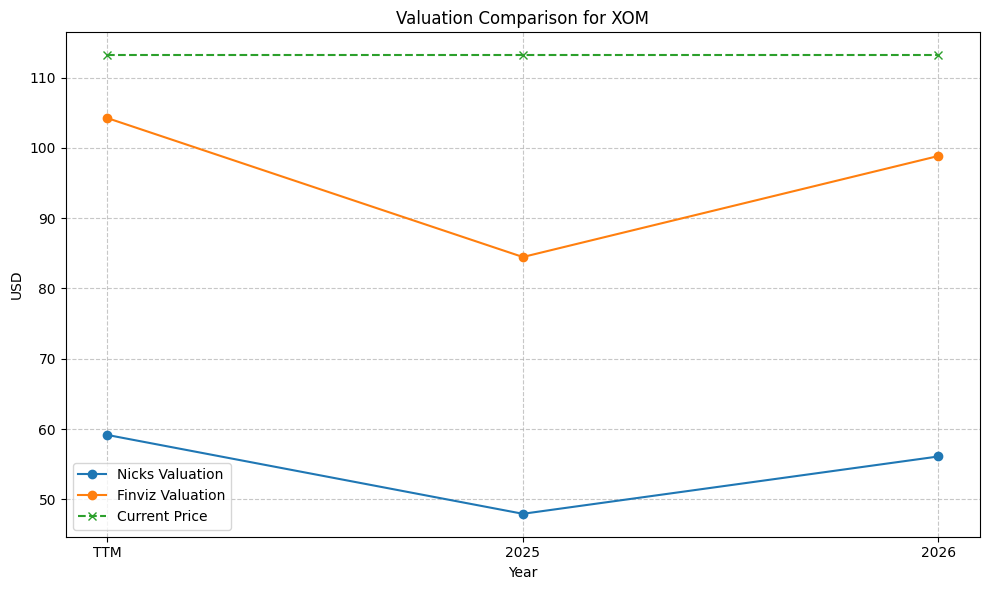 Valuation Comparison for XOM
USD
110
100
90
80
70
60
50
Nicks Valuation
Finviz Valuation
Current Price
TTM
2025
2026
Year